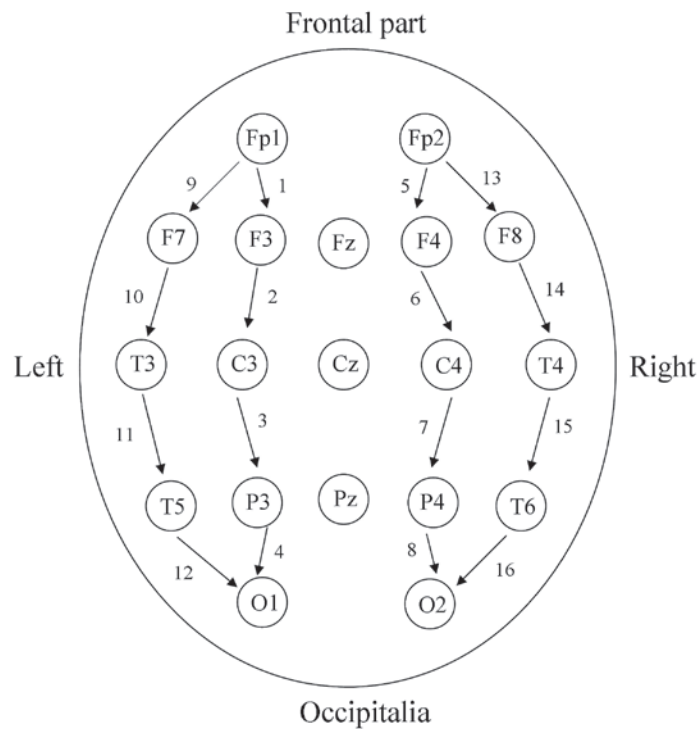 Frontal part
Fp1 Fp2
9 1 5 13
F7 F3 Fz F4 F8
10 2 6 14
Left T3 C3 Cz C4 T4 Right
11 3 7 15
T5 P3 Pz P4 T6
12 4 8 16
O1 O2
Occipitalia